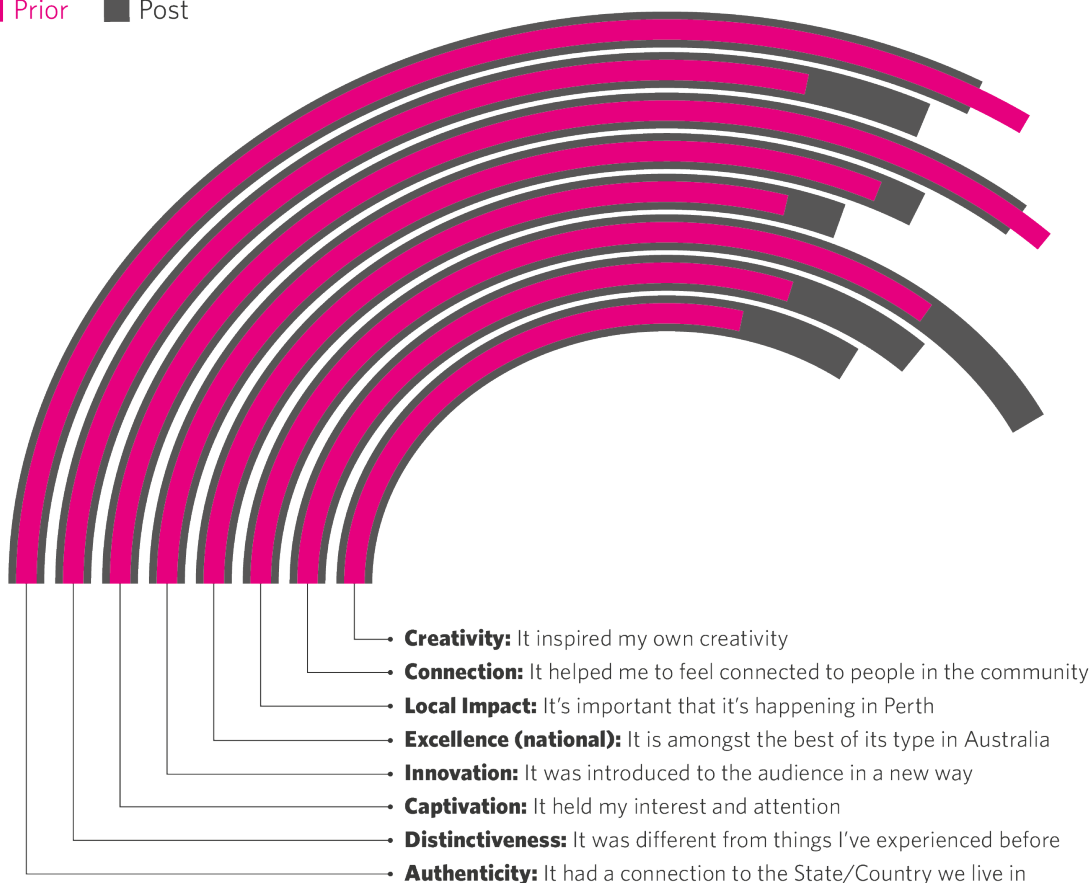 Prior
Post
Creativity: It inspired my own creativity
Connection: It helped me to feel connected to people in the community
Local Impact: It’s important that it’s happening in Perth
Excellence (national): It is amongst the best of its type in Australia
Innovation: It was introduced to the audience in a new way
Captivation: It held my interest and attention
Distinctiveness: It was different from things I’ve experienced before
Authenticity: It had a connection to the State/Country we live in